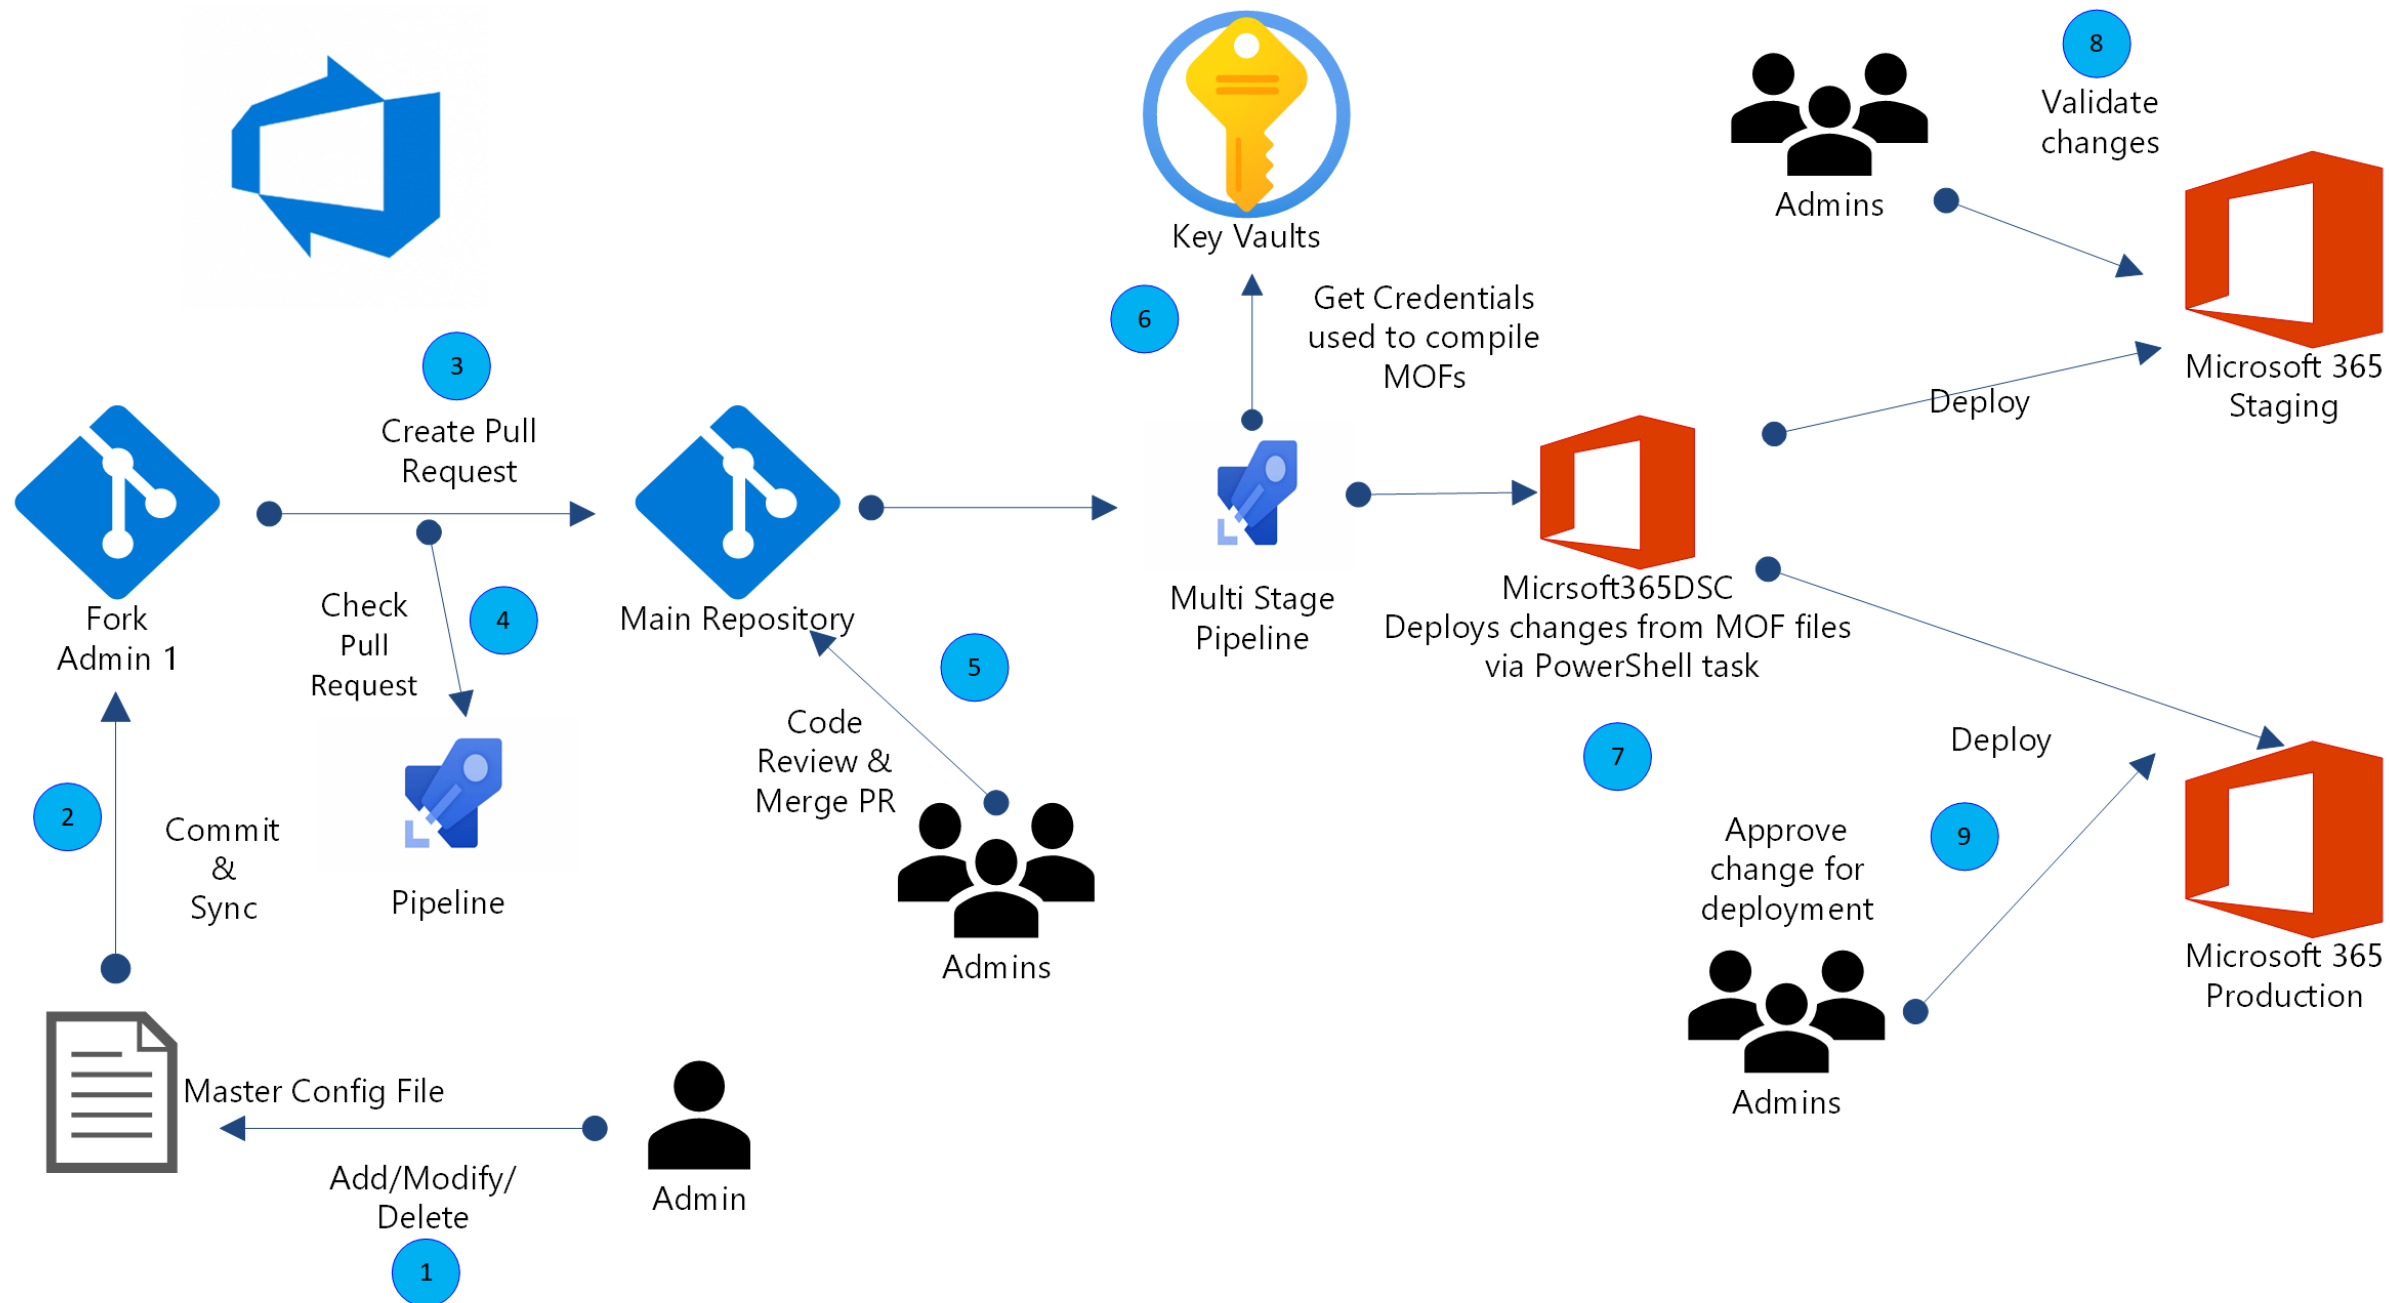 8
Validate
changes
Admins
Key Vaults
6
Get Credentials
used to compile
MOFs
Microsoft 365
Staging
Deploy
3
Create Pull
Request
Fork
Admin 1
Check
Pull
Request
4
Main Repository
5
Multi Stage
Pipeline
Micrsoft365DSC
Deploys changes from MOF files
via PowerShell task
7
Deploy
2
Commit
&
Sync
Pipeline
Code
Review &
Merge PR
Admins
Approve
change for
deployment
9
Admins
Microsoft 365
Production
Master Config File
Add/Modify/
Delete
1
Admin